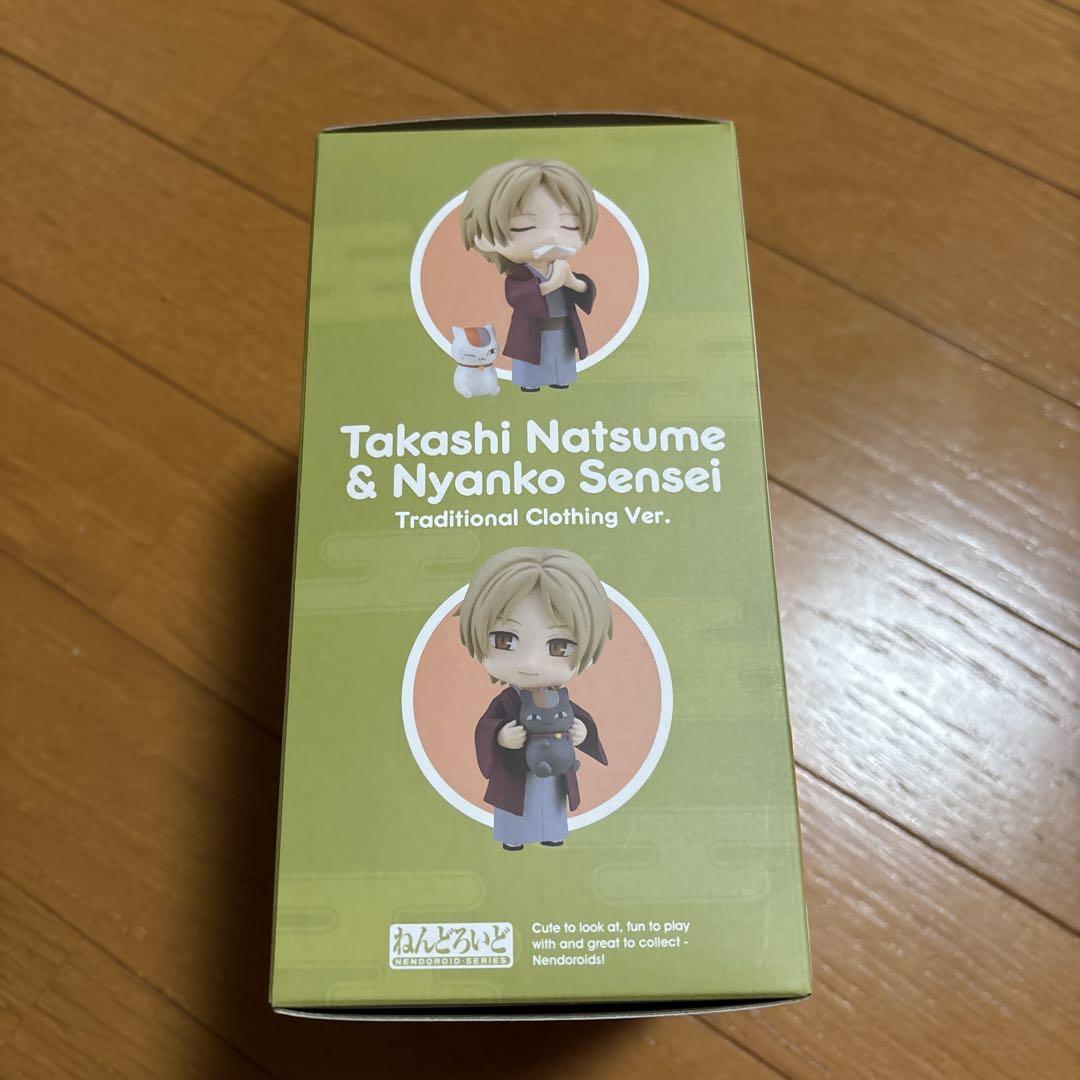 Takashi Natsume
& Nyanko Sensei
Traditional Clothing Ver.
ねんどろいど
NENDOROID·SERIES
Cute to look at, fun to play
with and great to collect -
Nendoroids!